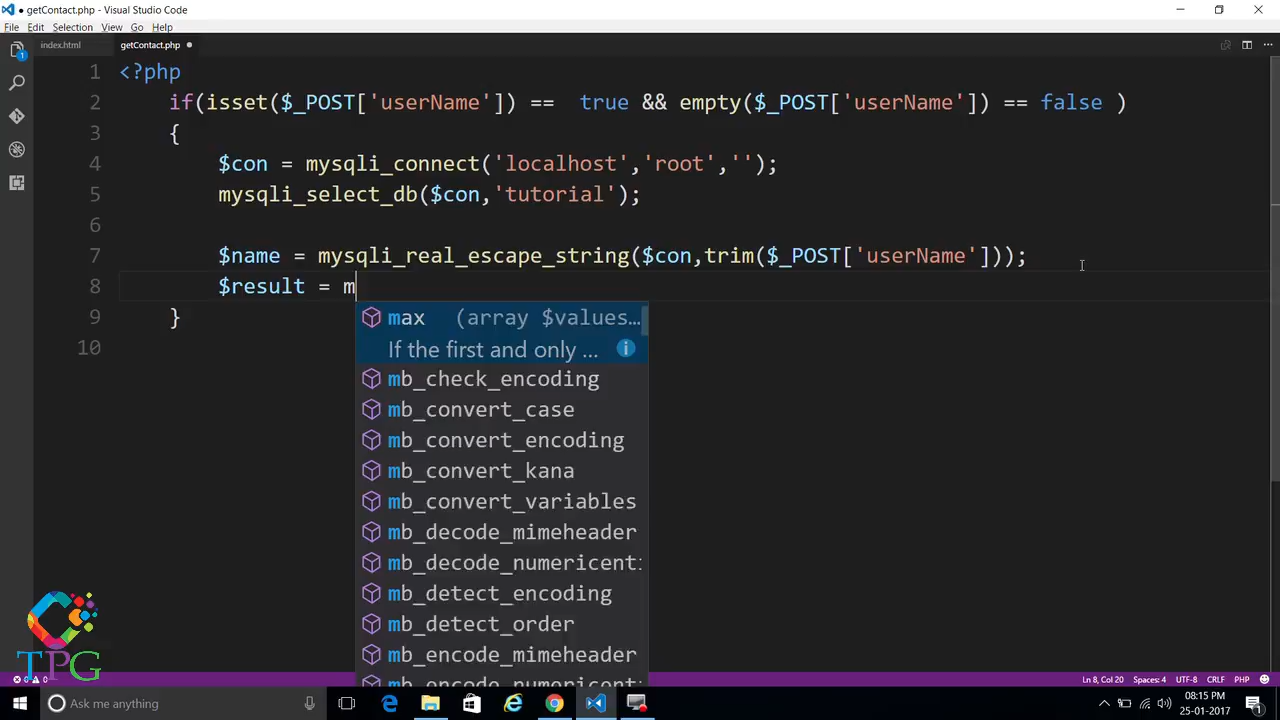 getContact.php - Visual Studio Code
File Edit Selection View Go Help
index.html getContact.php
1 <?php
2 if(isset($_POST['userName']) == true && empty($_POST['userName']) == false )
3 {
4 $con = mysqli_connect('localhost','root','');
5 mysqli_select_db($con,'tutorial');
6
7 $name = mysqli_real_escape_string($con,trim($_POST['userName']));
8 $result = m
9 }
10
max (array $values…
If the first and only …
mb_check_encoding
mb_convert_case
mb_convert_encoding
mb_convert_kana
mb_convert_variables
mb_decode_mimeheader
mb_decode_numericenti
mb_detect_encoding
mb_detect_order
mb_encode_mimeheader
mb_encode_numericenti
TPG
0 0 Ln 8, Col 20 Spaces: 4 UTF-8 CRLF PHP
Ask me anything
08:15 PM
25-01-2017